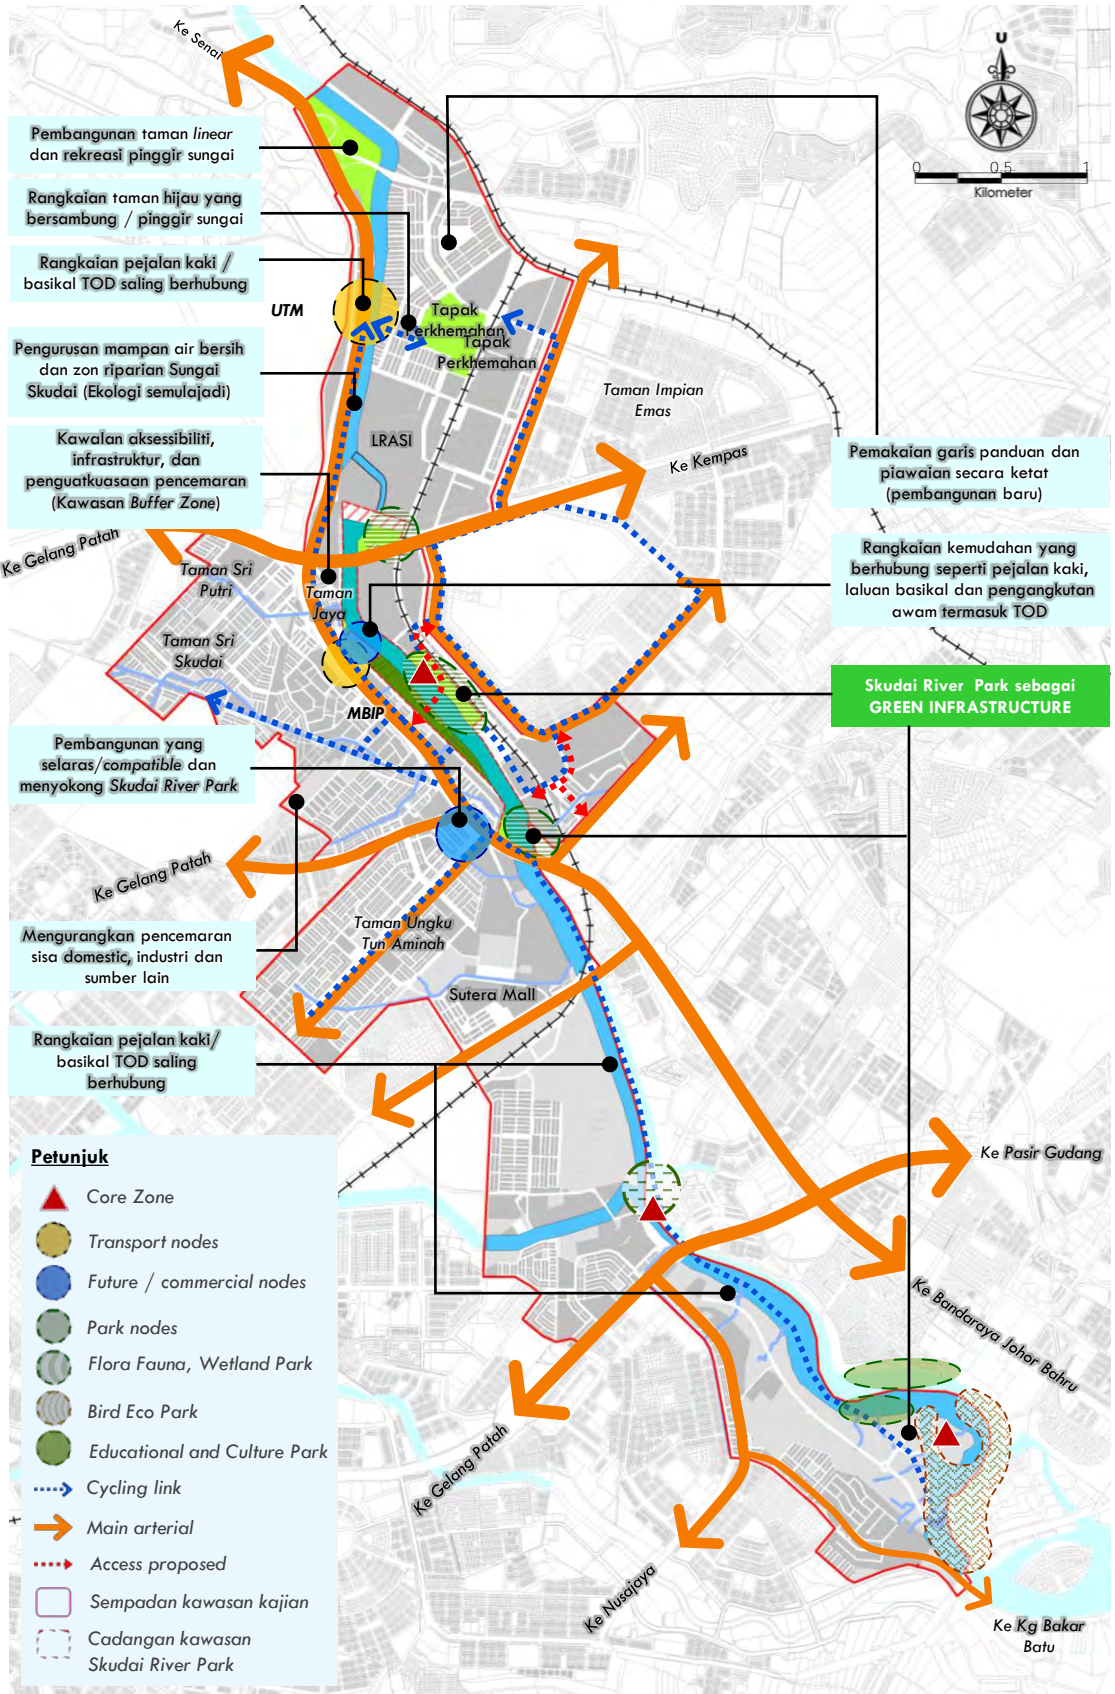 Ke Senai
U
0 0.5 1
Kilometer
Pembangunan taman linear
dan rekreasi pinggir sungai
Rangkaian taman hijau yang
bersambung / pinggir sungai
Rangkaian pejalan kaki /
basikal TOD saling berhubung
UTM
Tapak
Perkhemahan
Tapak
Perkhemahan
Pengurusan mampan air bersih
dan zon riparian Sungai
Skudai (Ekologi semulajadi)
Taman Impian
Emas
LRASI
Kawalan aksessibiliti,
infrastruktur, dan
penguatkuasaan pencemaran
(Kawasan Buffer Zone)
Ke Kempas
Pemakaian garis panduan dan
piawaian secara ketat
(pembangunan baru)
Ke Gelang Patah
Taman Sri
Putri
Taman
Jaya
Rangkaian kemudahan yang
berhubung seperti pejalan kaki,
laluan basikal dan pengangkutan
awam termasuk TOD
Taman Sri
Skudai
MBIP
Skudai River Park sebagai
GREEN INFRASTRUCTURE
Pembangunan yang
selaras/compatible dan
menyokong Skudai River Park
Ke Gelang Patah
Taman Ungku
Tun Aminah
Mengurangkan pencemaran
sisa domestic, industri dan
sumber lain
Sutera Mall
Rangkaian pejalan kaki/
basikal TOD saling
berhubung
Ke Pasir Gudang
Ke Bandaraya Johor Bahru
Ke Gelang Patah
Ke Nusajaya
Ke Kg Bakar
Batu
Petunjuk
Core Zone
Transport nodes
Future / commercial nodes
Park nodes
Flora Fauna, Wetland Park
Bird Eco Park
Educational and Culture Park
Cycling link
Main arterial
Access proposed
Sempadan kawasan kajian
Cadangan kawasan
Skudai River Park